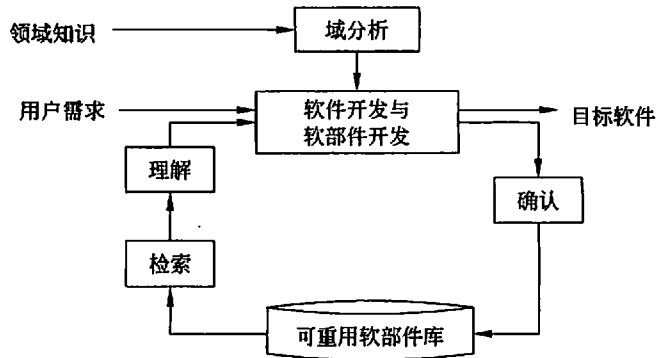 领域知识
域分析
用户需求
软件开发与
软部件开发
目标软件
理解
确认
检索
可重用软部件库